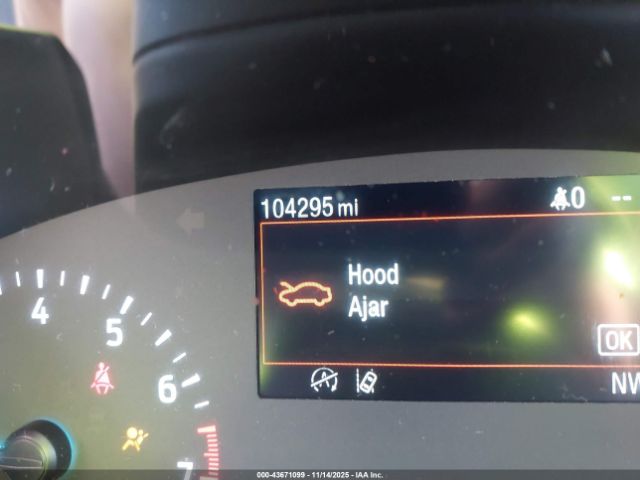 104295 mi
0 --
Hood
Ajar
OK
NW
4
5
6
7
000-43671099 - 11/14/2025 - IAA Inc.